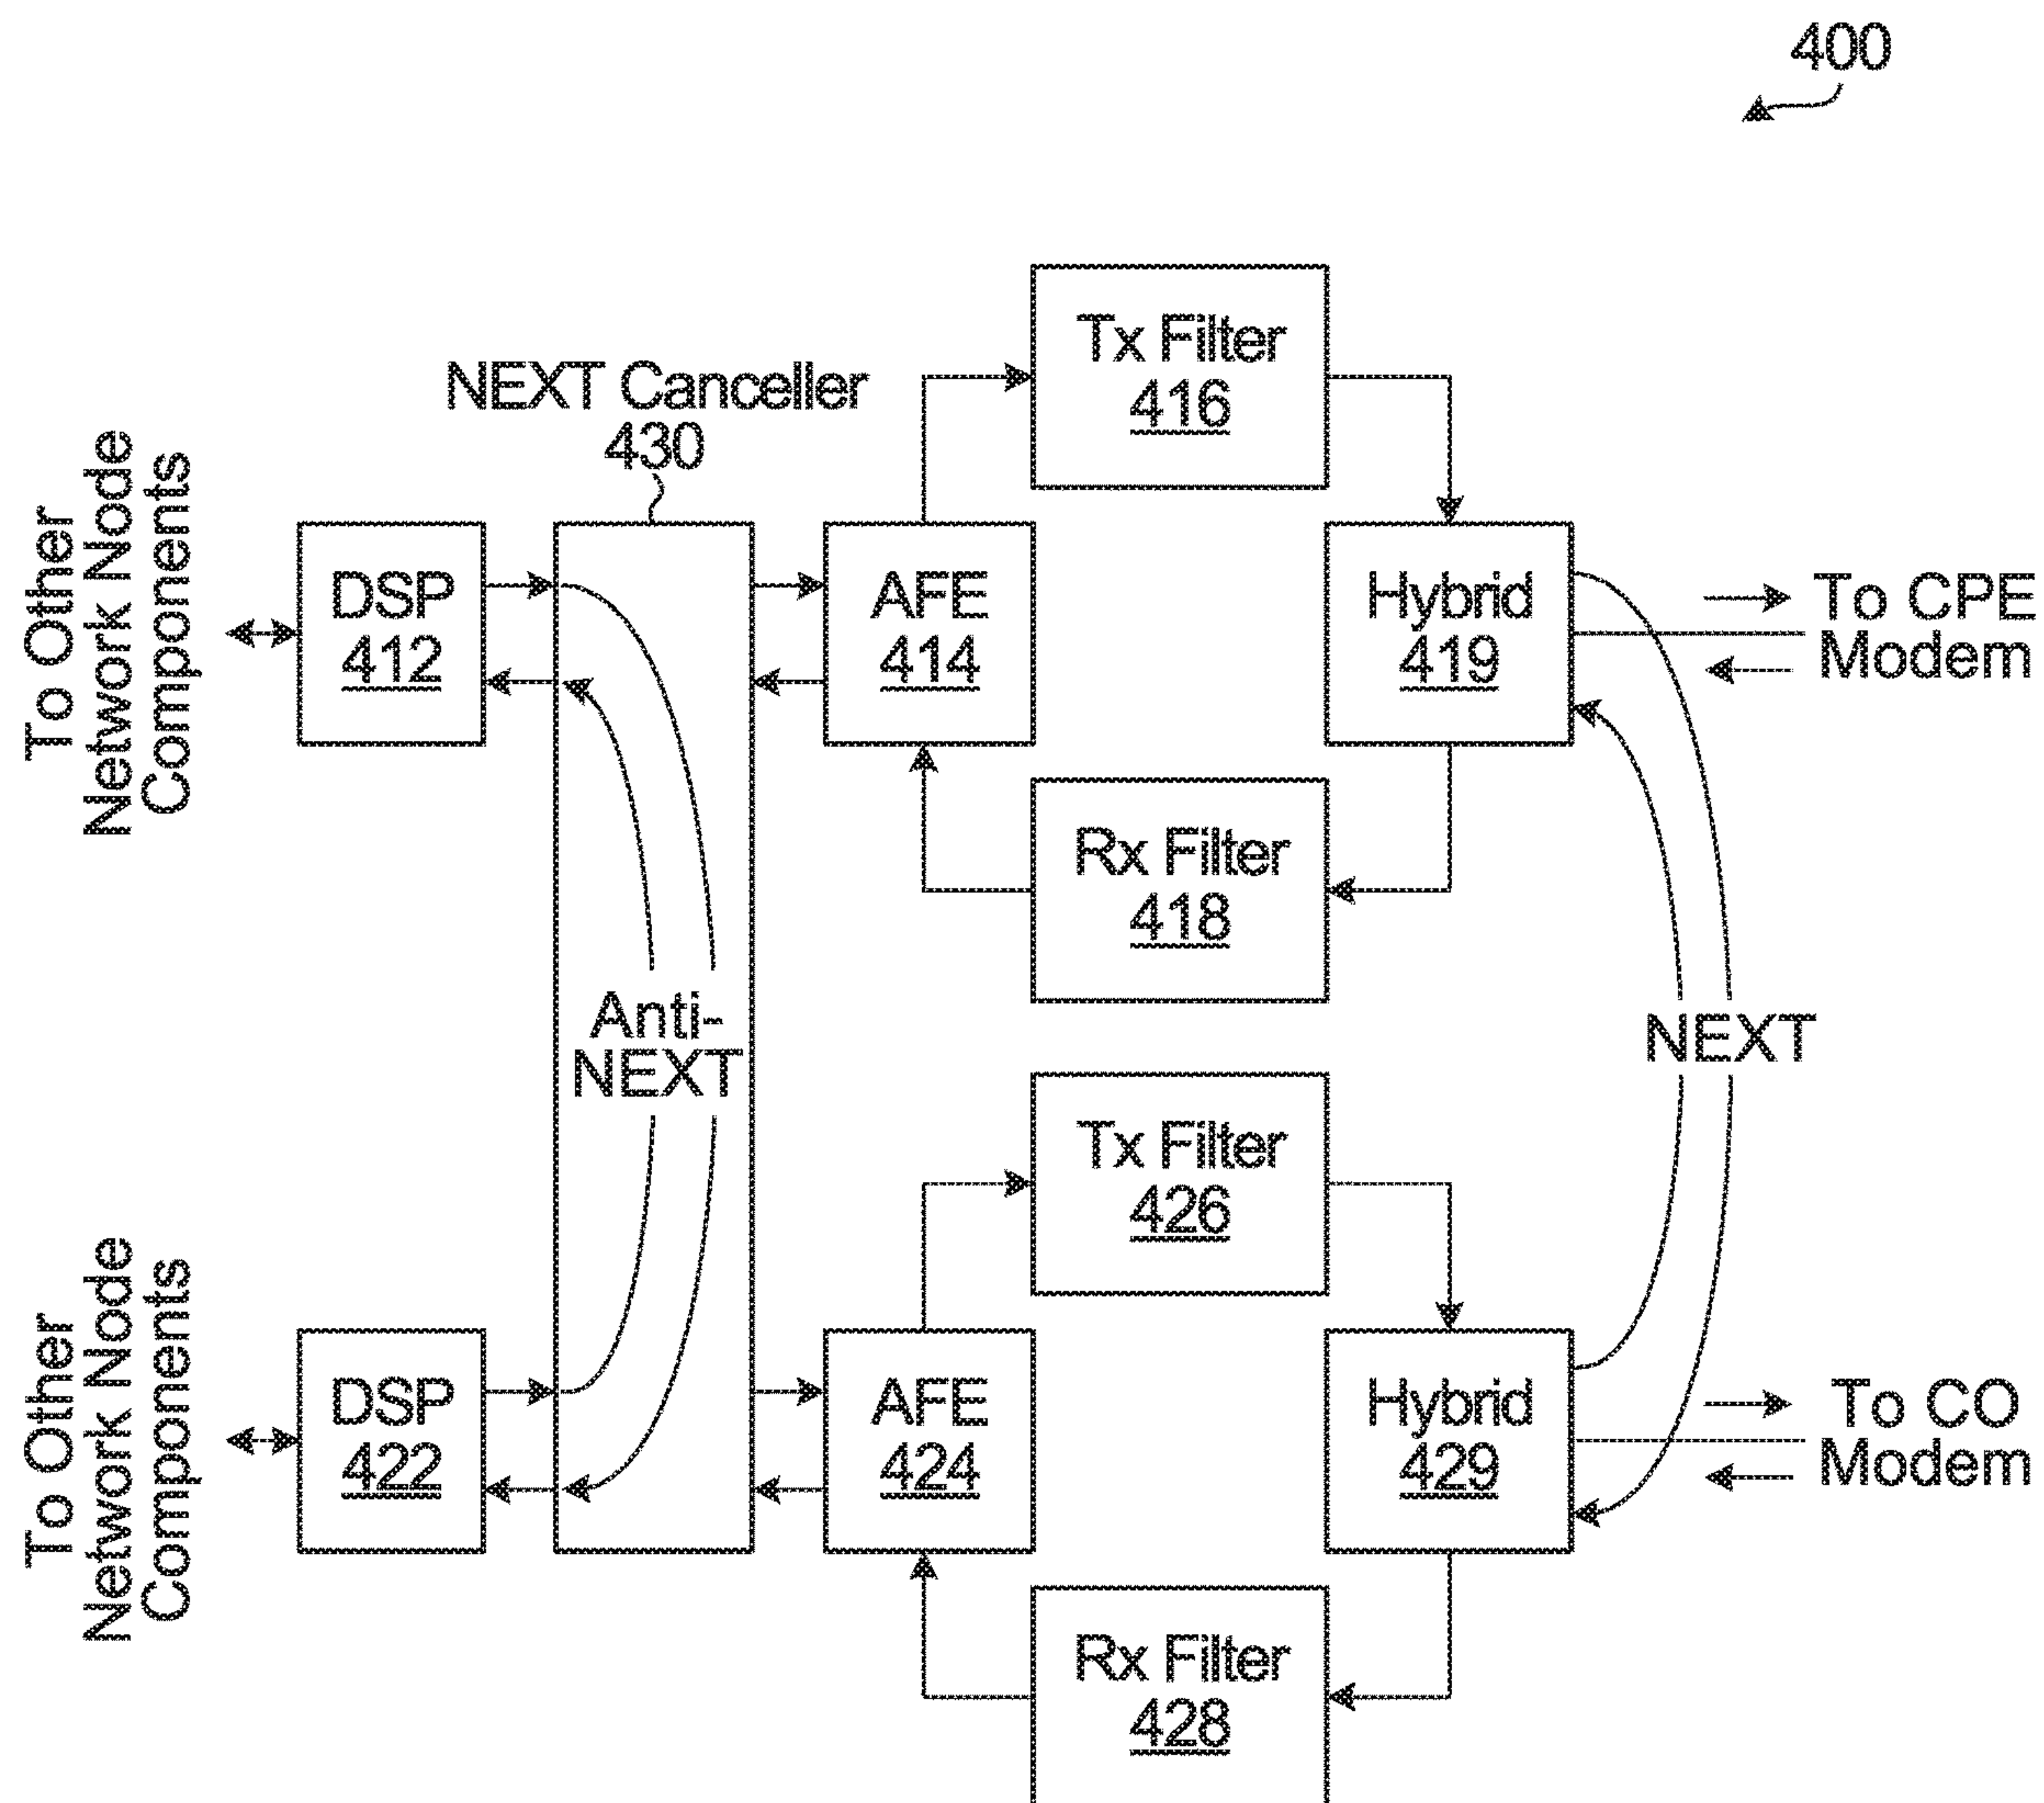 400
Tx Filter
416
NEXT Canceller
430
To Other
Network Node
Components
DSP
412
AFE
414
Hybrid
419
To CPE
Modem
Rx Filter
418
Anti-
NEXT
NEXT
Tx Filter
426
To Other
Network Node
Components
DSP
422
AFE
424
Hybrid
429
To CO
Modem
Rx Filter
428